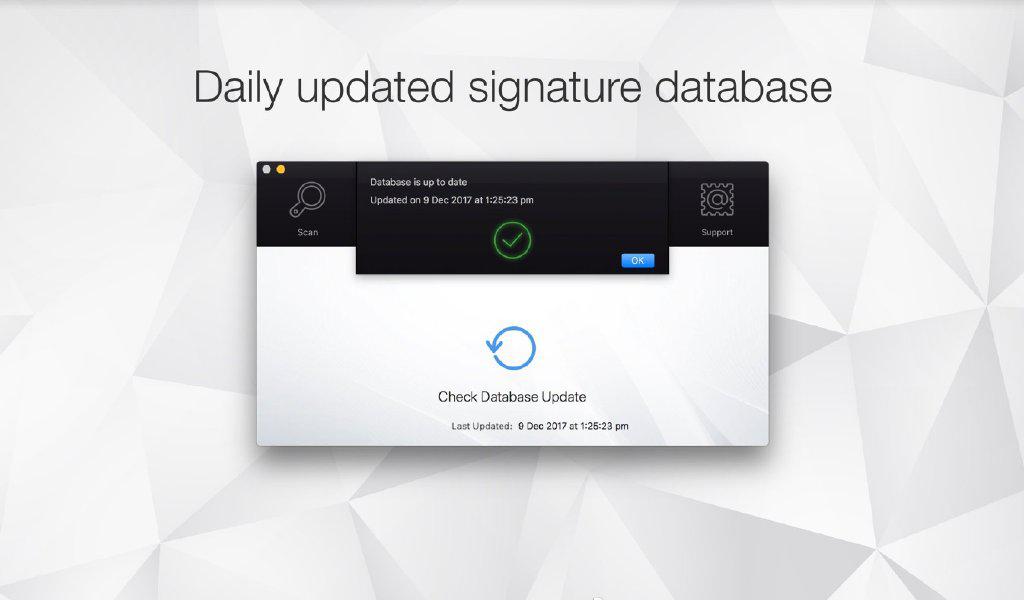 Daily updated signature database
Database is up to date
Updated on 9 Dec 2017 at 1:25:23 pm
Scan
Support
OK
Check Database Update
Last Updated: 9 Dec 2017 at 1:25:23 pm